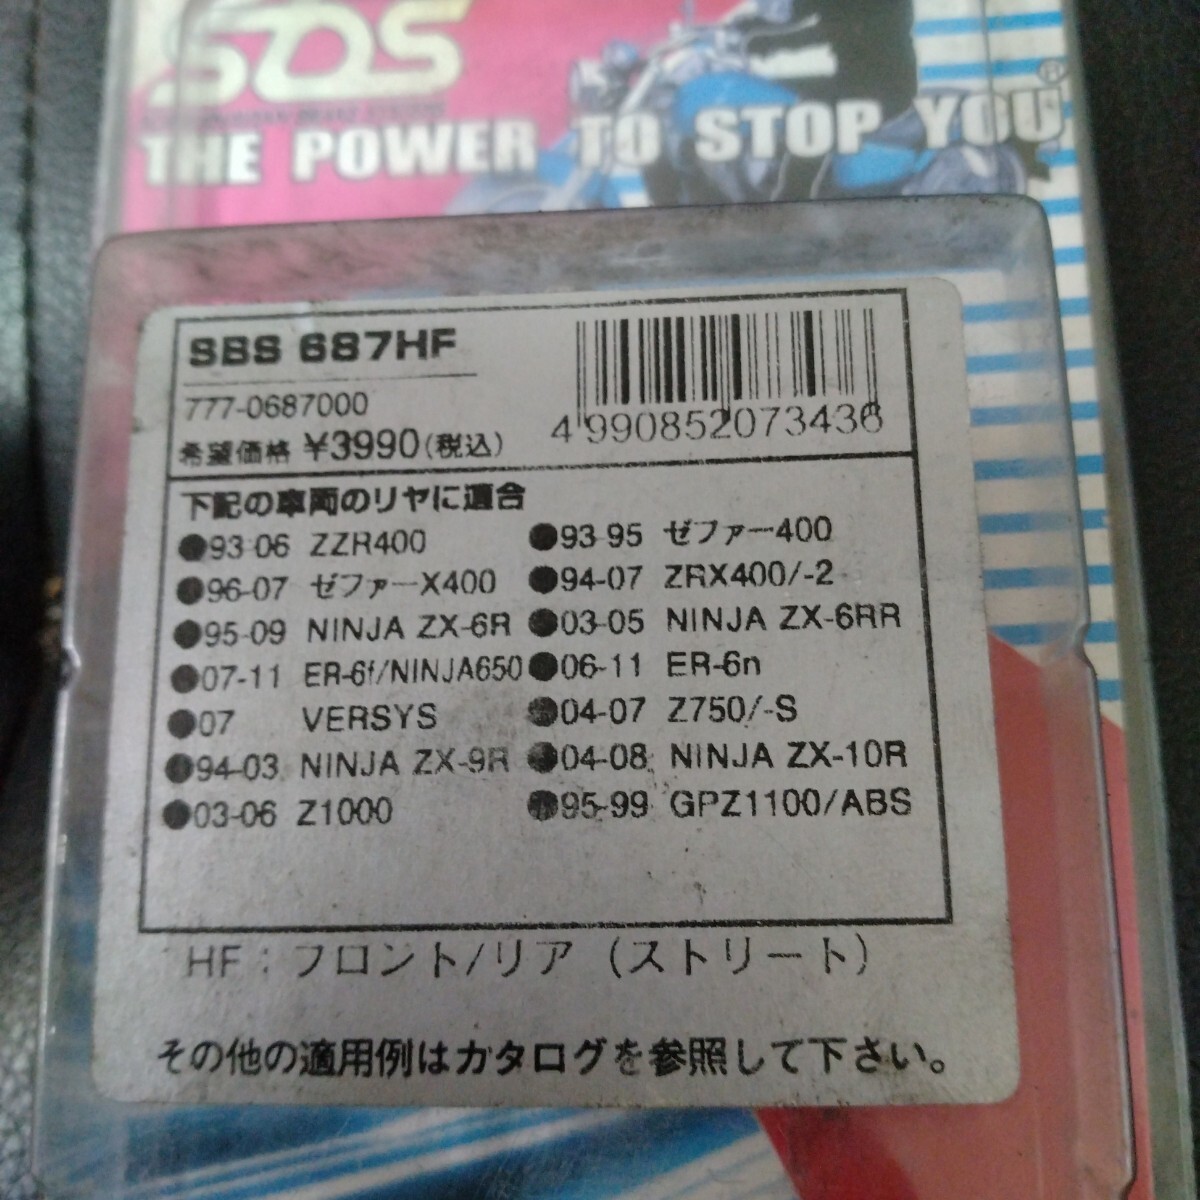 SBS
THE POWER TO STOP YOU®
SBS 687HF
777-0687000
希望価格 ¥3990(税込)
4 990852 073436
下記の車両のリヤに適合
●93-06 ZZR400 ●93-95 ゼファー400
●96-07 ゼファーX400 ●94-07 ZRX400/-2
●95-09 NINJA ZX-6R ●03-05 NINJA ZX-6RR
●07-11 ER-6f/NINJA650 ●06-11 ER-6n
●07 VERSYS ●04-07 Z750/-S
●94-03 NINJA ZX-9R ●04-08 NINJA ZX-10R
●03-06 Z1000 ●95-99 GPZ1100/ABS
HF：フロント/リア（ストリート）
その他の適用例はカタログを参照して下さい。